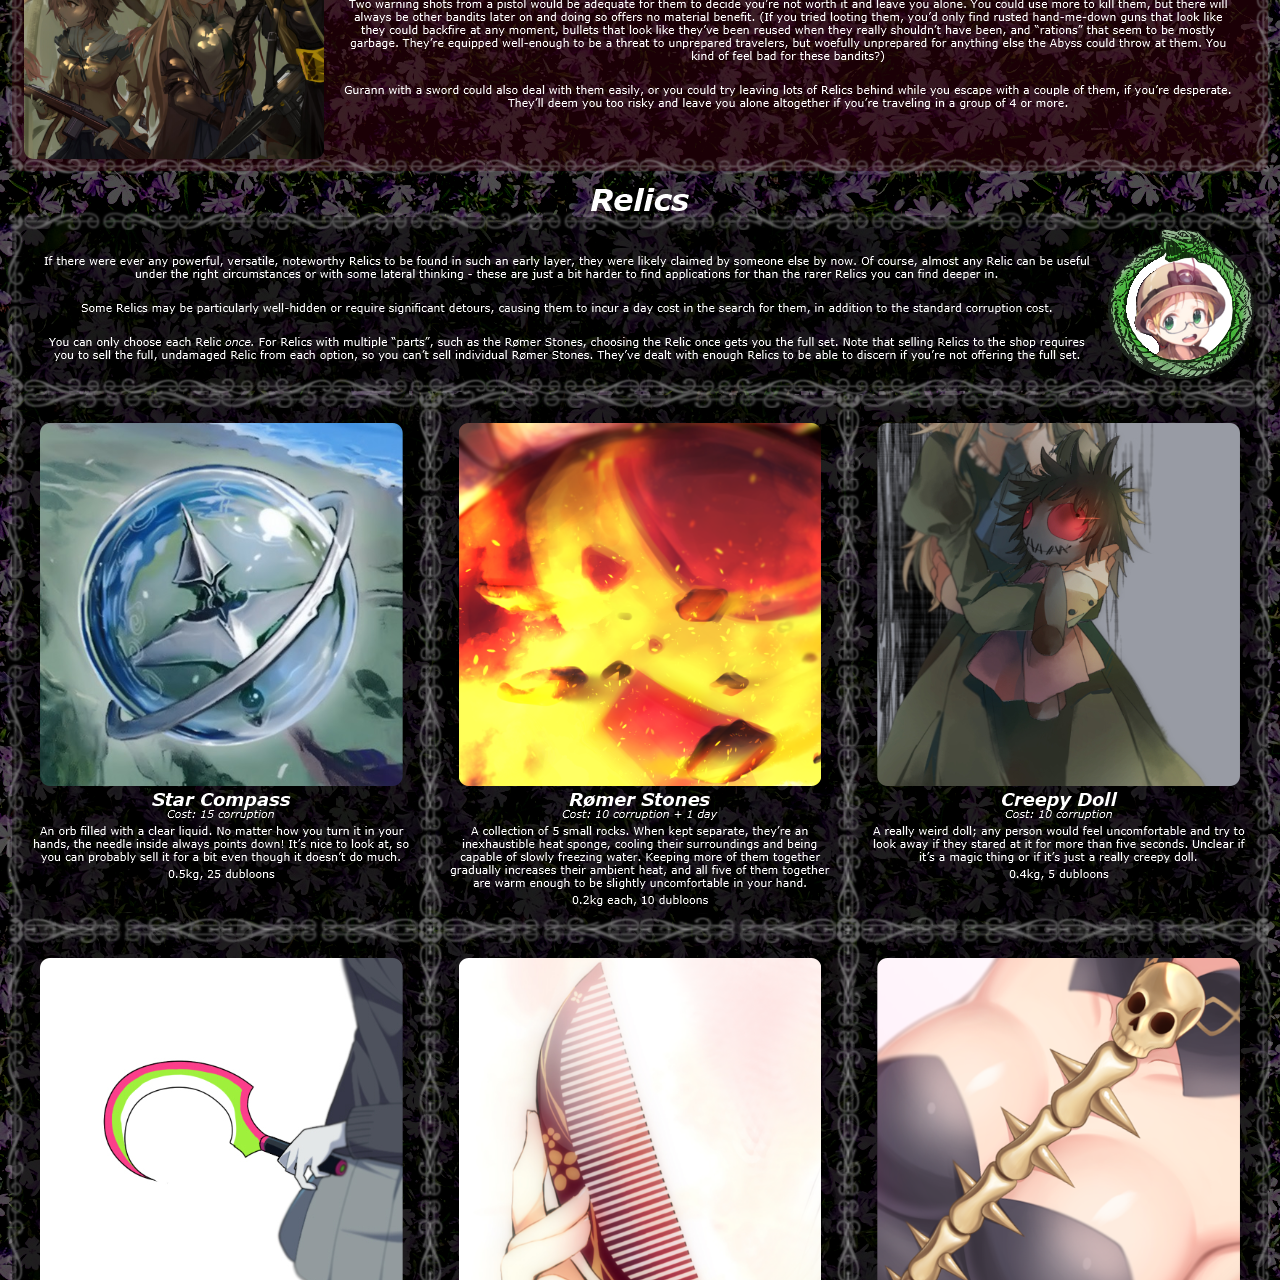 Two warning shots from a pistol would be adequate for them to decide you’re not worth it and leave you alone. You could use more to kill them, but there will
always be other bandits later on and doing so offers no material benefit. (If you tried looting them, you’d only find rusted hand-me-down guns that look like
they could backfire at any moment, bullets that look like they’ve been reused when they really shouldn’t have been, and “rations” that seem to be mostly
garbage. They’re equipped well-enough to be a threat to unprepared travelers, but woefully unprepared for anything else the Abyss could throw at them. You
kind of feel bad for these bandits?)
Gurann with a sword could also deal with them easily, or you could try leaving lots of Relics behind while you escape with a couple of them, if you’re desperate.
They’ll deem you too risky and leave you alone altogether if you’re traveling in a group of 4 or more.
Relics
If there were ever any powerful, versatile, noteworthy Relics to be found in such an early layer, they were likely claimed by someone else by now. Of course, almost any Relic can be useful
under the right circumstances or with some lateral thinking - these are just a bit harder to find applications for than the rarer Relics you can find deeper in.
Some Relics may be particularly well-hidden or require significant detours, causing them to incur a day cost in the search for them, in addition to the standard corruption cost.
You can only choose each Relic once. For Relics with multiple “parts”, such as the Rømer Stones, choosing the Relic once gets you the full set. Note that selling Relics to the shop requires
you to sell the full, undamaged Relic from each option, so you can’t sell individual Rømer Stones. They’ve dealt with enough Relics to be able to discern if you’re not offering the full set.
Star Compass
Cost: 15 corruption
An orb filled with a clear liquid. No matter how you turn it in your
hands, the needle inside always points down! It’s nice to look at, so
you can probably sell it for a bit even though it doesn’t do much.
0.5kg, 25 dubloons
Rømer Stones
Cost: 10 corruption + 1 day
A collection of 5 small rocks. When kept separate, they’re an
inexhaustible heat sponge, cooling their surroundings and being
capable of slowly freezing water. Keeping more of them together
gradually increases their ambient heat, and all five of them together
are warm enough to be slightly uncomfortable in your hand.
0.2kg each, 10 dubloons
Creepy Doll
Cost: 10 corruption
A really weird doll; any person would feel uncomfortable and try to
look away if they stared at it for more than five seconds. Unclear if
it’s a magic thing or if it’s just a really creepy doll.
0.4kg, 5 dubloons